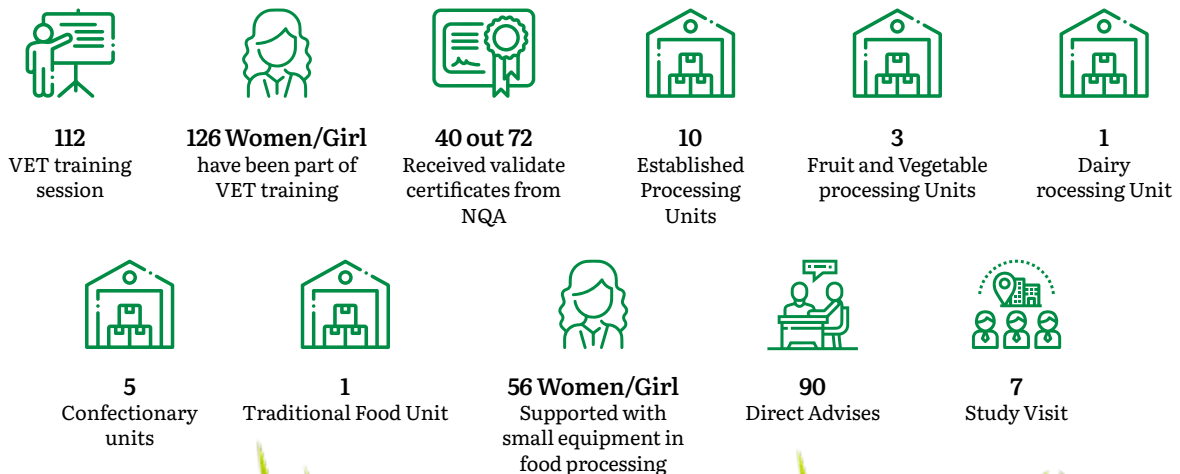 112
VET training
session
126 Women/Girl
have been part of
VET training
40 out 72
Received validate
certificates from
NQA
10
Established
Processing
Units
3
Fruit and Vegetable
processing Units
1
Dairy
rocessing Unit
5
Confectionary
units
1
Traditional Food Unit
56 Women/Girl
Supported with
small equipment in
food processing
90
Direct Advises
7
Study Visit